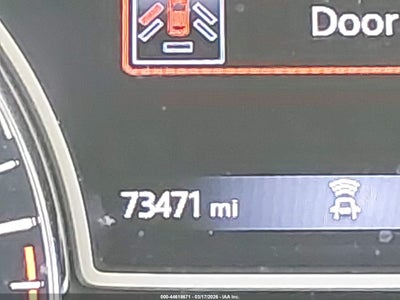 Door
73471 mi
000-44618671 - 03/17/2026 - IAA Inc.